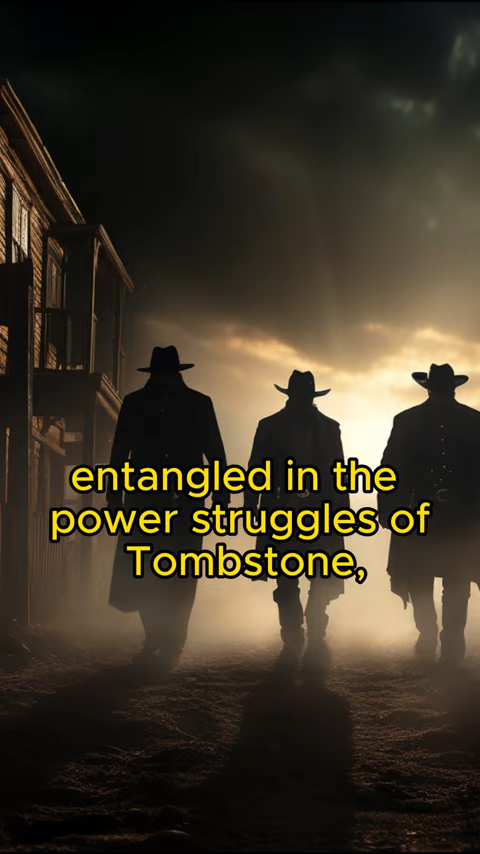 entangled in the
power struggles of
Tombstone,